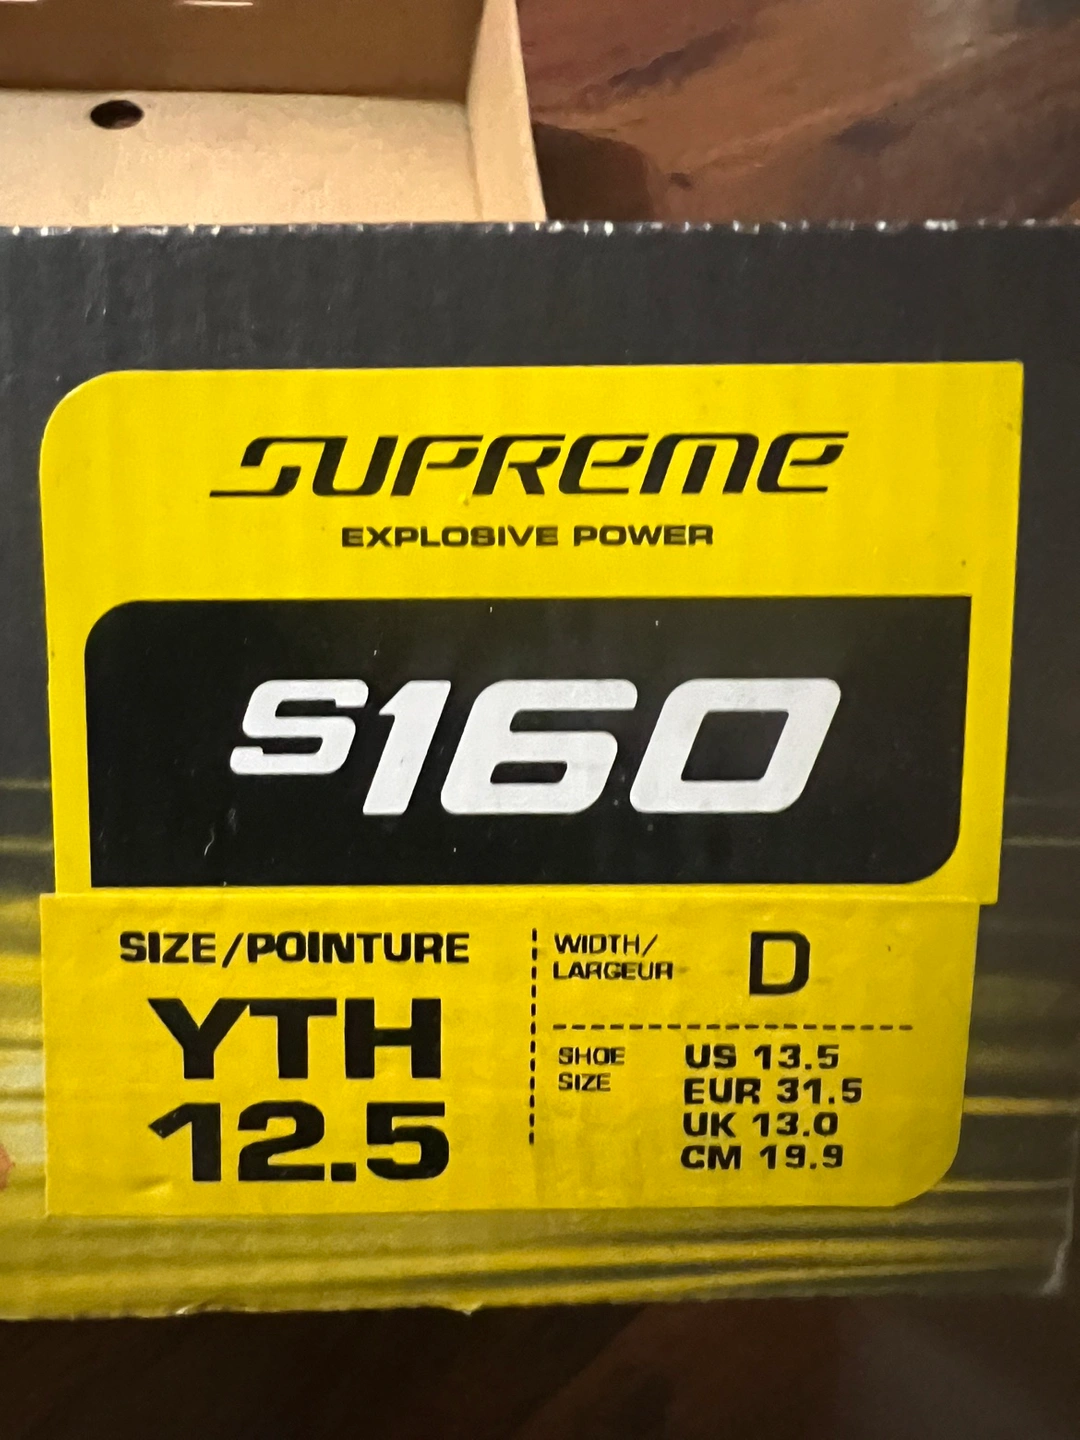 SUPREME
EXPLOSIVE POWER
S160
SIZE/POINTURE
YTH
12.5
WIDTH/
LARGEUR
D
SHOE
SIZE
US 13.5
EUR 31.5
UK 13.0
CM 19.9